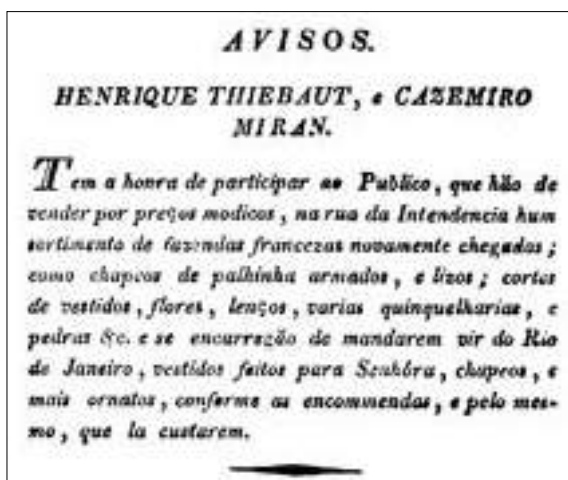 AVISOS.
HENRIQUE THIEBAUT, e CAZEMIRO
MIRAN.
Tem a honra de participar ao Publico, que hão de
vender por preços modicos, na rua da Intendencia hum
sortimento de fazendas francezas novamente chegadas;
como chapeos de palhinha armados, e lizos; cortes
de vestidos, flores, lenços, varias quinquelharias, e
pedras &c. e se encarregão de mandarem vir do Rio
de Janeiro, vestidos feitos para Senhóra, chapeos, e
mais ornatos, conforme as encommendas, e pelo mes-
mo, que la custarem.